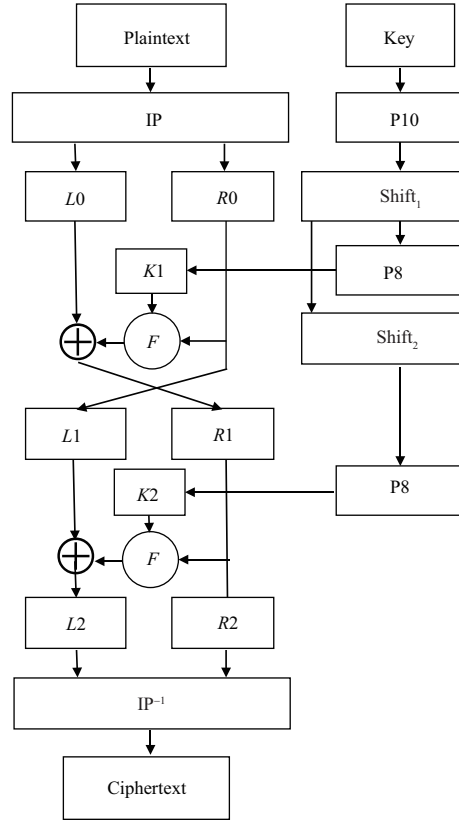 Plaintext
Key
IP
P10
L0
R0
Shift₁
K1
P8
F
Shift₂
L1
R1
K2
P8
F
L2
R2
IP⁻¹
Ciphertext